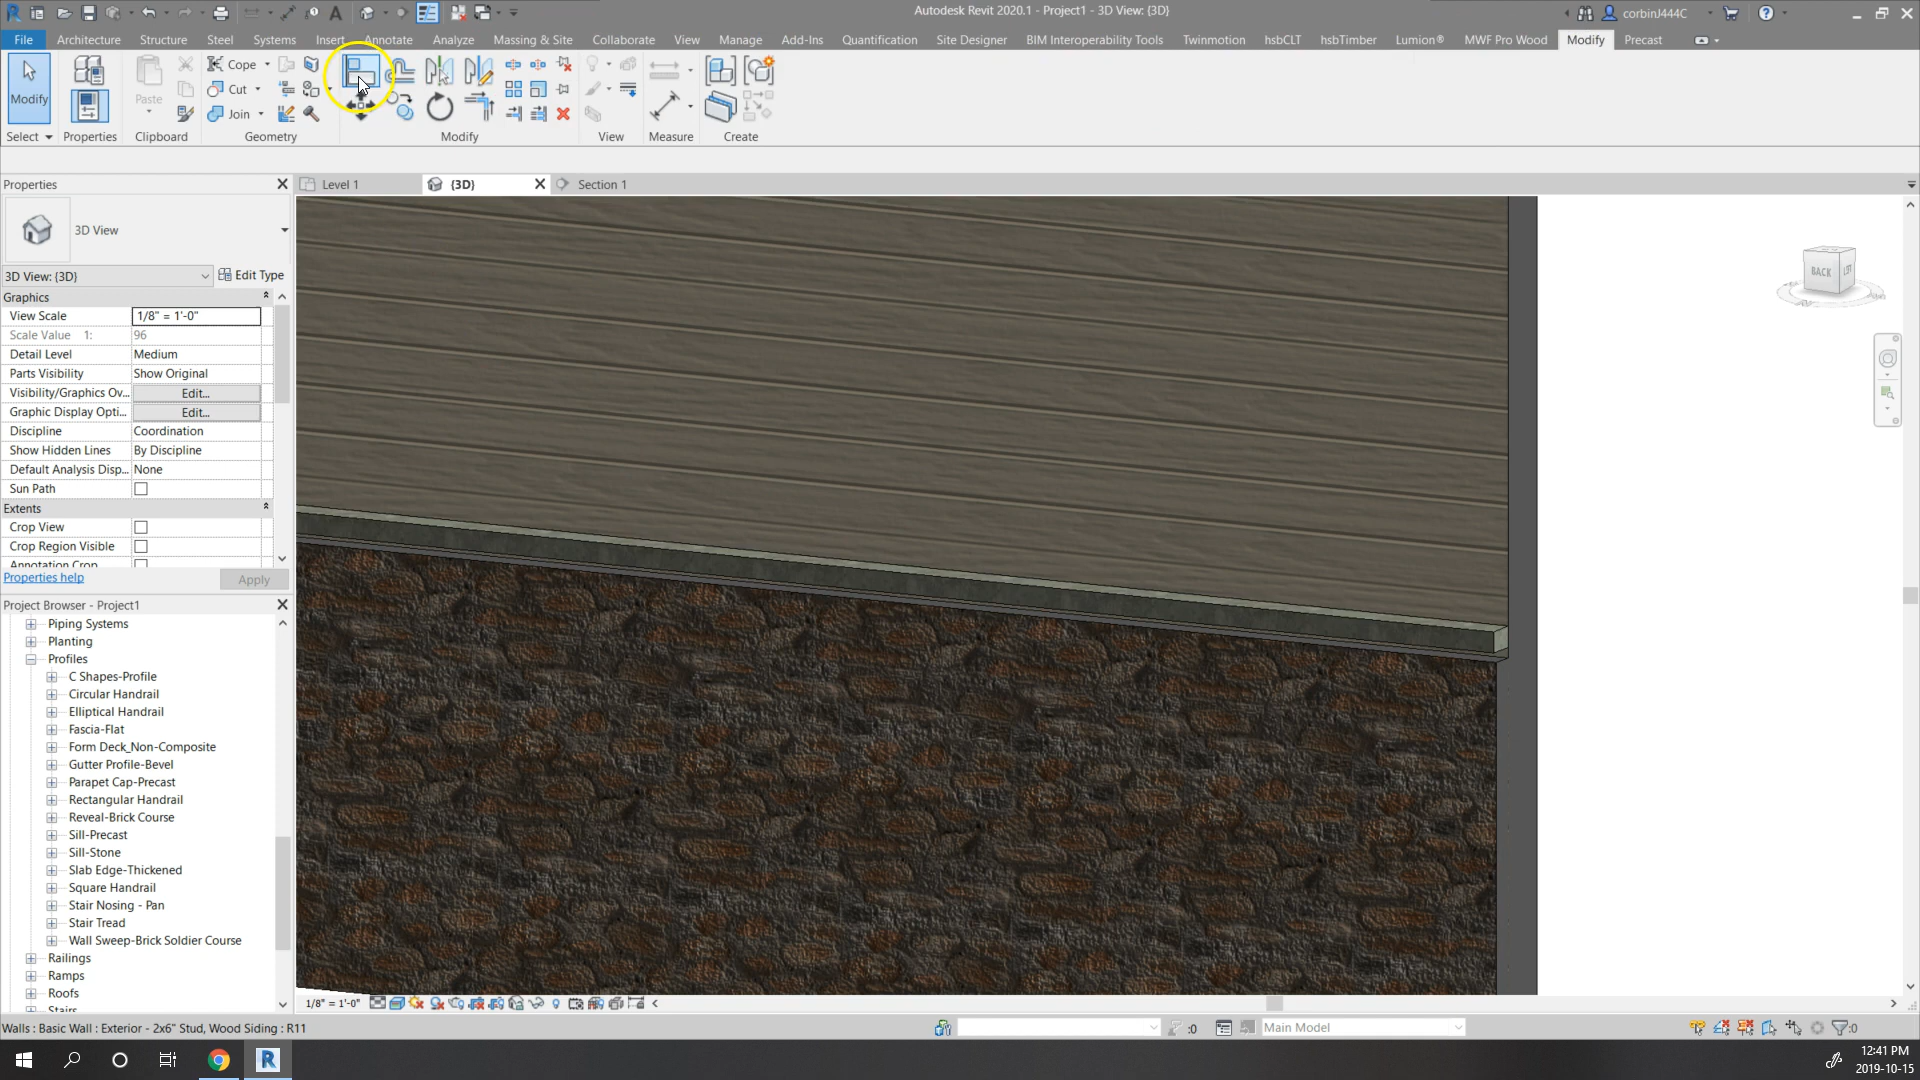 Autodesk Revit 2020.1 - Project1 - 3D View: {3D}
corbinJ444C
File Architecture Structure Steel Systems Insert Annotate Analyze Massing & Site Collaborate View Manage Add-Ins Quantification Site Designer BIM Interoperability Tools Twinmotion hsbCLT hsbTimber Lumion® MWF Pro Wood Modify Precast
Cope
Modify Paste Cut
Join
Select Properties Clipboard Geometry Modify View Measure Create
Properties
Level 1 {3D} Section 1
3D View
3D View: {3D} Edit Type
Graphics
View Scale 1/8" = 1'-0"
Scale Value 1: 96
Detail Level Medium
Parts Visibility Show Original
Visibility/Graphics Ov... Edit...
Graphic Display Opti... Edit...
Discipline Coordination
Show Hidden Lines By Discipline
Default Analysis Disp... None
Sun Path
Extents
Crop View
Crop Region Visible
Annotation Crop
Properties help Apply
BACK
Project Browser - Project1
Piping Systems
Planting
Profiles
C Shapes-Profile
Circular Handrail
Elliptical Handrail
Fascia-Flat
Form Deck_Non-Composite
Gutter Profile-Bevel
Parapet Cap-Precast
Rectangular Handrail
Reveal-Brick Course
Sill-Precast
Sill-Stone
Slab Edge-Thickened
Square Handrail
Stair Nosing - Pan
Stair Tread
Wall Sweep-Brick Soldier Course
Railings
Ramps
Roofs
Stairs
1/8" = 1'-0"
Walls : Basic Wall : Exterior - 2x6" Stud, Wood Siding : R11
:0 Main Model :0
12:41 PM
2019-10-15